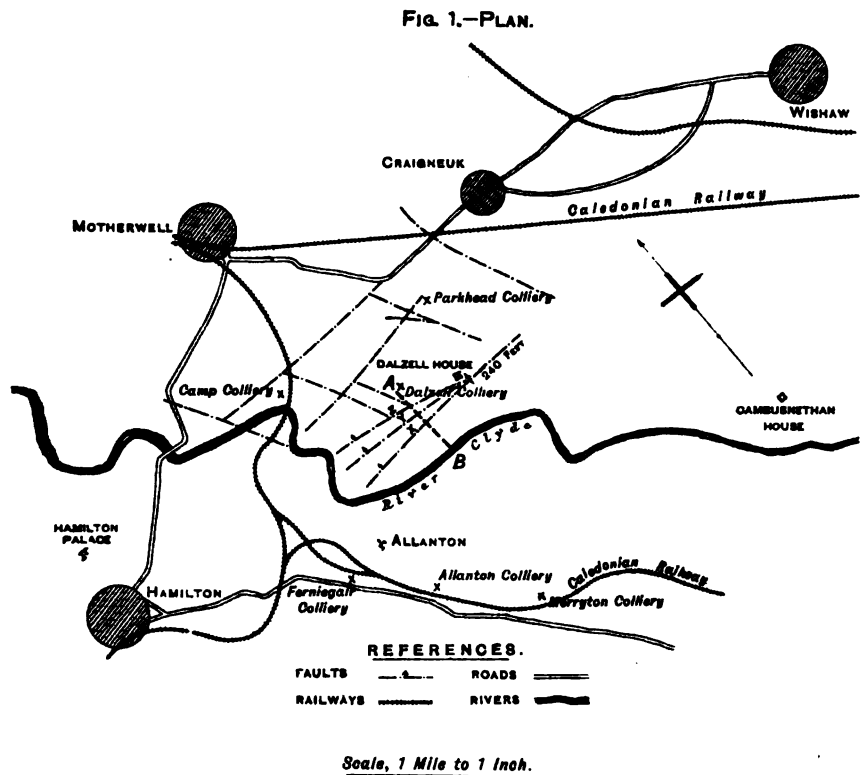 FIG. 1.—PLAN.
WISHAW
CRAIGNEUK
Caledonian Railway
MOTHERWELL
Parkhead Colliery
DALZELL HOUSE
240 FEET
A
Dalzell Colliery
Camp Colliery
CAMBUSNETHAN
HOUSE
B
River Clyde
HAMILTON
PALACE
ALLANTON
HAMILTON
Ferniegair
Colliery
Allanton Colliery
Caledonian Railway
Merryton Colliery
REFERENCES.
FAULTS
ROADS
RAILWAYS
RIVERS
Scale, 1 Mile to 1 Inch.